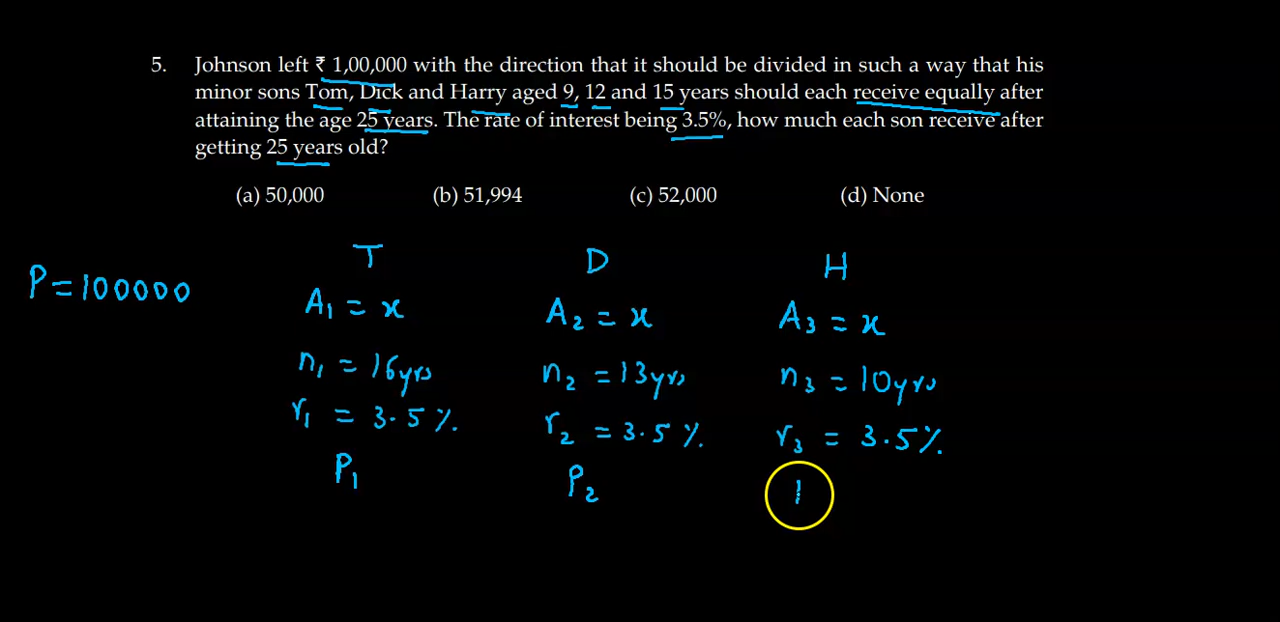 5. Johnson left ₹ 1,00,000 with the direction that it should be divided in such a way that his
minor sons Tom, Dick and Harry aged 9, 12 and 15 years should each receive equally after
attaining the age 25 years. The rate of interest being 3.5%, how much each son receive after
getting 25 years old?
(a) 50,000 (b) 51,994 (c) 52,000 (d) None
T D H
P = 100000
A₁ = x A₂ = x A₃ = x
n₁ = 16yrs n₂ = 13yrs n₃ = 10yrs
r₁ = 3.5%. r₂ = 3.5%. r₃ = 3.5%.
P₁ P₂